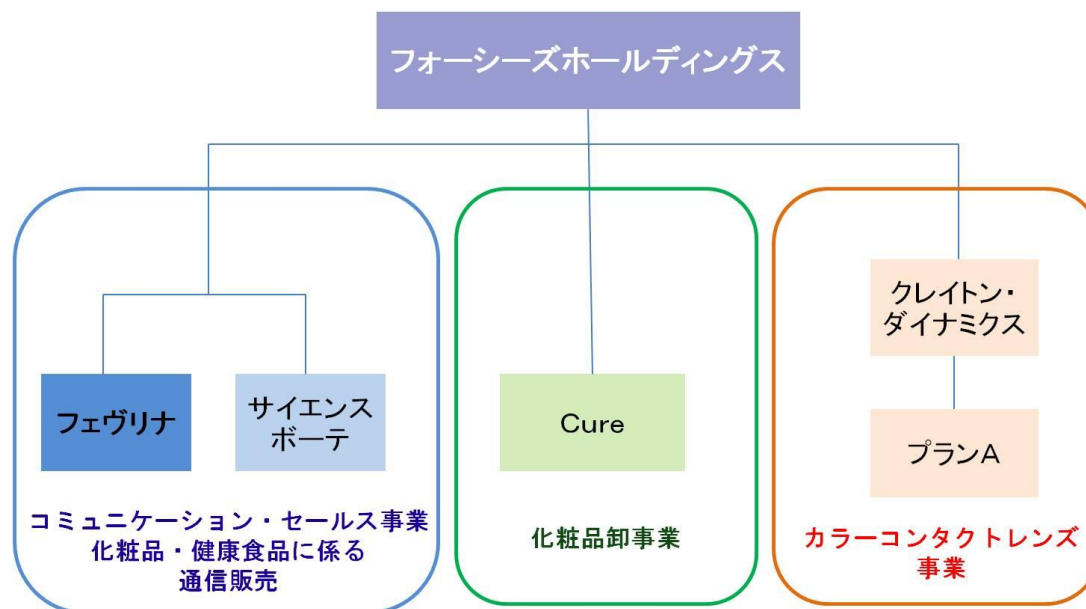 フォーシーズホールディングス
フェヴリナ
サイエンス
ボーテ
コミュニケーション・セールス事業
化粧品・健康食品に係る
通信販売
Cure
化粧品卸事業
クレイトン・
ダイナミクス
プランA
カラーコンタクトレンズ
事業